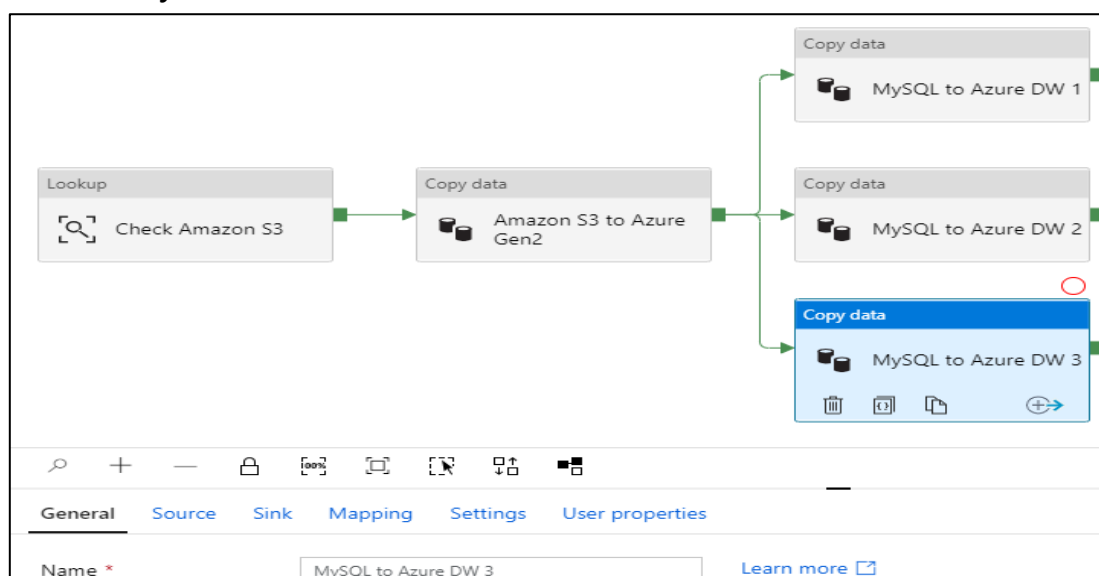 Copy data
MySQL to Azure DW 1
Lookup
Check Amazon S3
Copy data
Amazon S3 to Azure
Gen2
Copy data
MySQL to Azure DW 2
Copy data
MySQL to Azure DW 3
100%
General Source Sink Mapping Settings User properties
Name * MySQL to Azure DW 3 Learn more